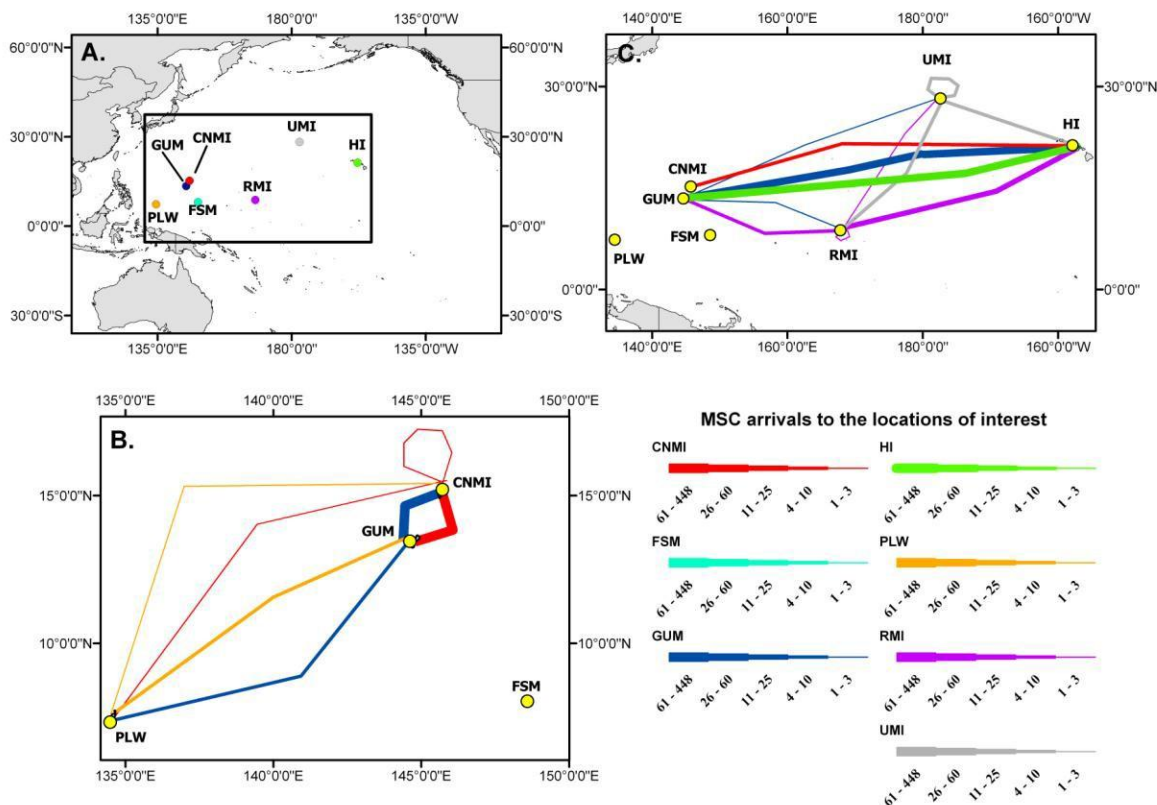 135°0'0"E 180°0'0" 135°0'0"W
60°0'0"N 60°0'0"N
A.
30°0'0"N 30°0'0"N
GUM CNMI UMI HI
PLW FSM RMI
0°0'0" 0°0'0"
30°0'0"S 30°0'0"S
135°0'0"E 180°0'0" 135°0'0"W
140°0'0"E 160°0'0"E 180°0'0" 160°0'0"W
C.
UMI
30°0'0"N 30°0'0"N
HI
CNMI
GUM
FSM
PLW
RMI
0°0'0" 0°0'0"
140°0'0"E 160°0'0"E 180°0'0" 160°0'0"W
135°0'0"E 140°0'0"E 145°0'0"E 150°0'0"E
B.
15°0'0"N 15°0'0"N
CNMI
GUM
10°0'0"N 10°0'0"N
FSM
PLW
135°0'0"E 140°0'0"E 145°0'0"E 150°0'0"E
MSC arrivals to the locations of interest
CNMI HI
61 - 448 26 - 60 11 - 25 4 - 10 1 - 3 61 - 448 26 - 60 11 - 25 4 - 10 1 - 3
FSM PLW
61 - 448 26 - 60 11 - 25 4 - 10 1 - 3 61 - 448 26 - 60 11 - 25 4 - 10 1 - 3
GUM RMI
61 - 448 26 - 60 11 - 25 4 - 10 1 - 3 61 - 448 26 - 60 11 - 25 4 - 10 1 - 3
UMI
61 - 448 26 - 60 11 - 25 4 - 10 1 - 3